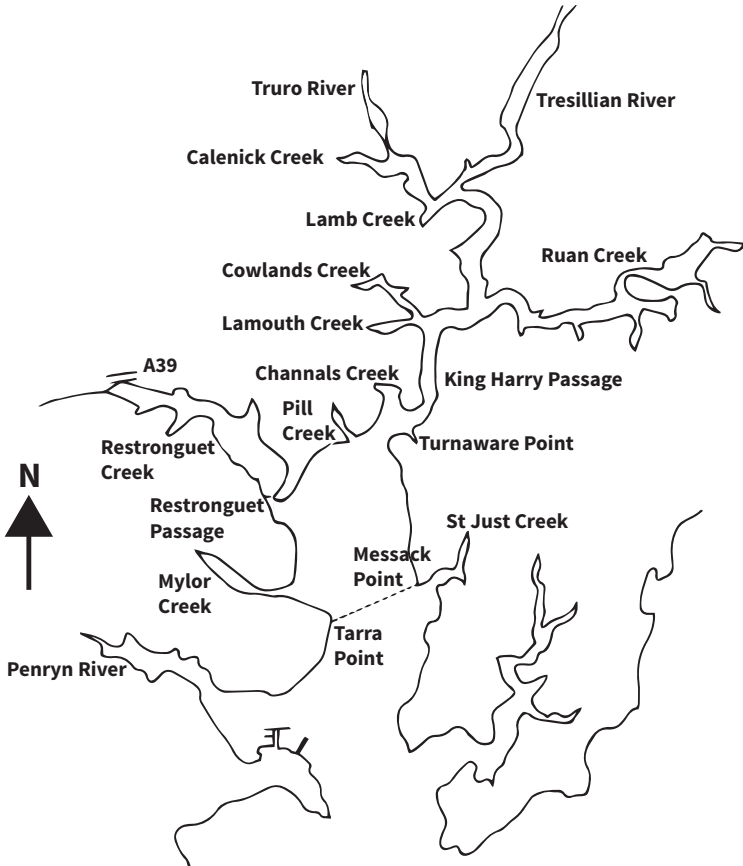 Truro River
Tresillian River
Calenick Creek
Lamb Creek
Ruan Creek
Cowlands Creek
Lamouth Creek
A39
Channals Creek
King Harry Passage
Pill
Creek
Turnaware Point
Restronguet
Creek
N
Restronguet
Passage
St Just Creek
Messack
Point
Mylor
Creek
Tarra
Point
Penryn River